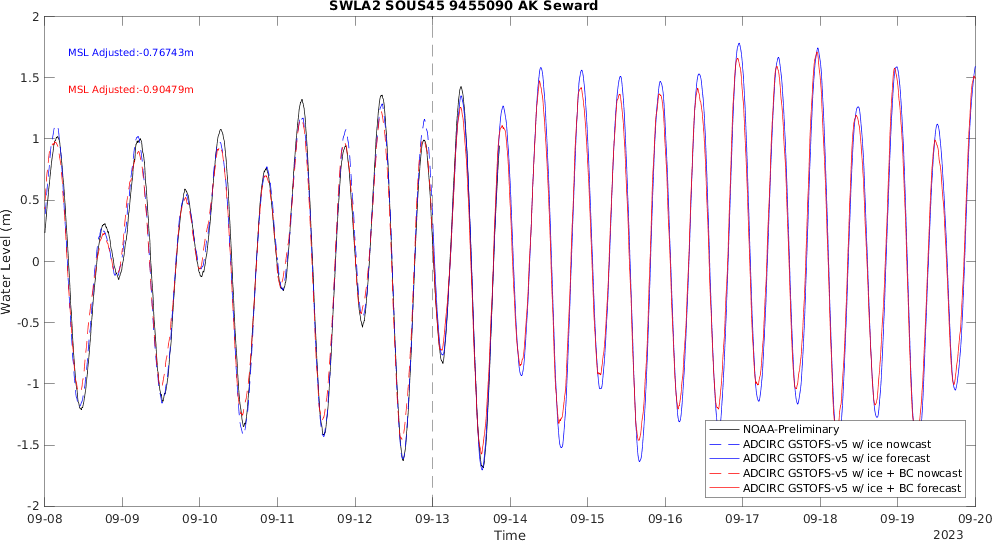 SWLA2 SOUS45 9455090 AK Seward
MSL Adjusted:-0.76743m
MSL Adjusted:-0.90479m
Water Level (m)
2
1.5
1
0.5
0
-0.5
-1
-1.5
-2
NOAA-Preliminary
ADCIRC GSTOFS-v5 w/ ice nowcast
ADCIRC GSTOFS-v5 w/ ice forecast
ADCIRC GSTOFS-v5 w/ ice + BC nowcast
ADCIRC GSTOFS-v5 w/ ice + BC forecast
09-08 09-09 09-10 09-11 09-12 09-13 09-14 09-15 09-16 09-17 09-18 09-19 09-20
Time
2023